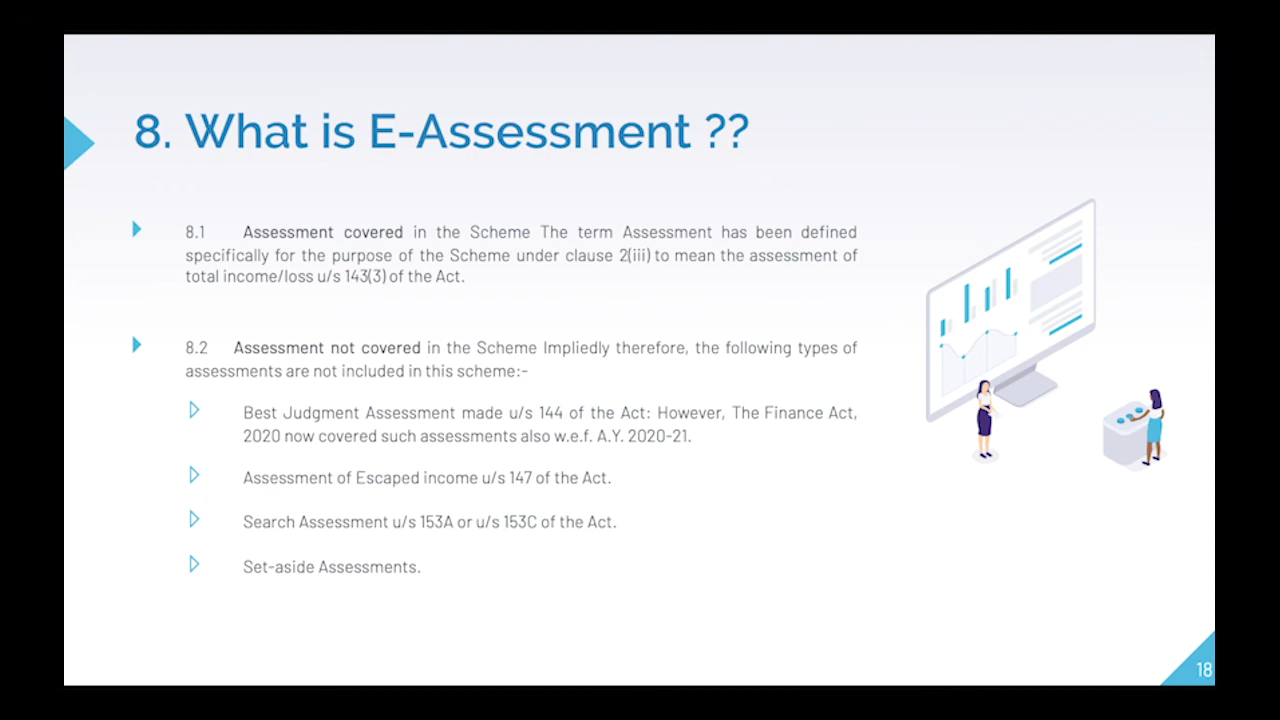 8. What is E-Assessment ??
8.1 Assessment covered in the Scheme The term Assessment has been defined
specifically for the purpose of the Scheme under clause 2(iii) to mean the assessment of
total income/loss u/s 143(3) of the Act.
8.2 Assessment not covered in the Scheme Impliedly therefore, the following types of
assessments are not included in this scheme:-
Best Judgment Assessment made u/s 144 of the Act: However, The Finance Act,
2020 now covered such assessments also w.e.f. A.Y. 2020-21.
Assessment of Escaped income u/s 147 of the Act.
Search Assessment u/s 153A or u/s 153C of the Act.
Set-aside Assessments.
18